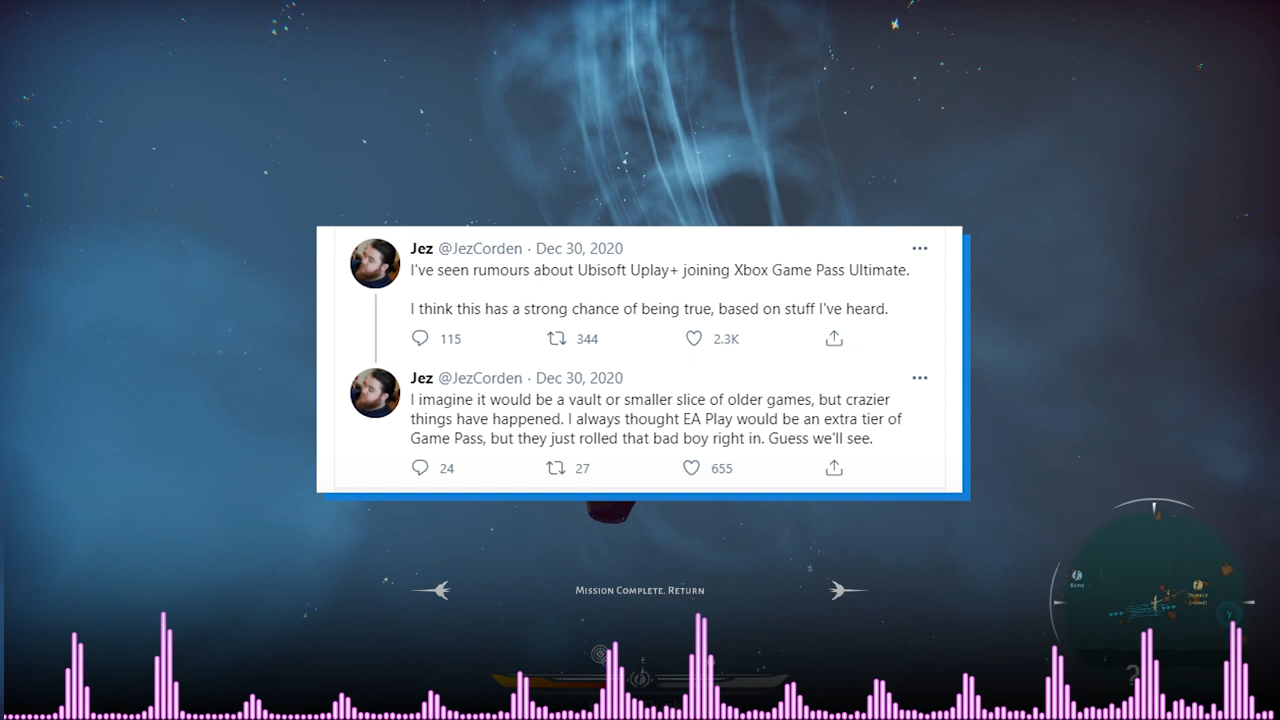 Jez @JezCorden · Dec 30, 2020
I've seen rumours about Ubisoft Uplay+ joining Xbox Game Pass Ultimate.
I think this has a strong chance of being true, based on stuff I've heard.
115 344 2.3K
Jez @JezCorden · Dec 30, 2020
I imagine it would be a vault or smaller slice of older games, but crazier
things have happened. I always thought EA Play would be an extra tier of
Game Pass, but they just rolled that bad boy right in. Guess we'll see.
24 27 655
Mission Complete. Return
E
?